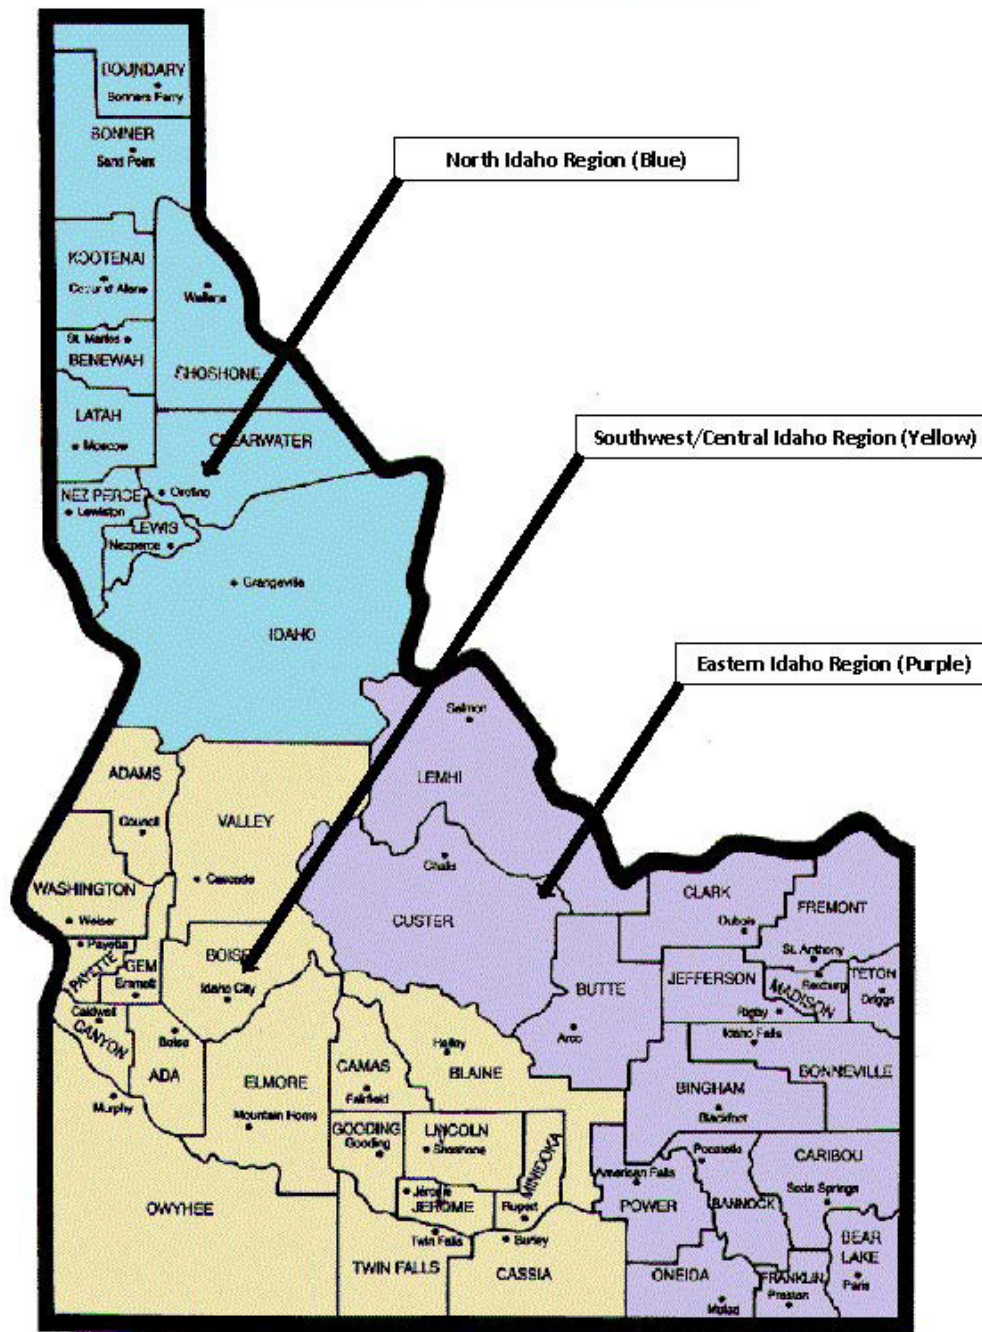 BOUNDARY
Bonners Ferry
BONNER
Sand Point
North Idaho Region (Blue)
KOOTENAI
Coeur d Alene
Wallace
St. Maries
BENEWAH
SHOSHONE
LATAH
Moscow
CLEARWATER
Southwest/Central Idaho Region (Yellow)
NEZ PERCE
Orofino
Lewiston
LEWIS
Nezperce
Grangeville
IDAHO
Eastern Idaho Region (Purple)
Salmon
ADAMS
LEMHI
Council
VALLEY
Challis
WASHINGTON
Cascade
CLARK
FREMONT
Weiser
CUSTER
Dubois
Payette
BOISE
St. Anthony
PAYETTE
GEM
Emmett
Idaho City
BUTTE
JEFFERSON
MADISON
Rexburg
TETON
Driggs
Caldwell
CANYON
Boise
Arco
Rigby
Idaho Falls
Hailey
ADA
CAMAS
BLAINE
BONNEVILLE
ELMORE
Fairfield
BINGHAM
Murphy
Mountain Home
Blackfoot
GOODING
Gooding
LINCOLN
Shoshone
MINIDOKA
Pocatello
CARIBOU
American Falls
Jerome
JEROME
Rupert
POWER
BANNOCK
Soda Springs
OWYHEE
Twin Falls
Burley
BEAR
LAKE
TWIN FALLS
CASSIA
ONEIDA
FRANKLIN
Preston
Paris
Malad